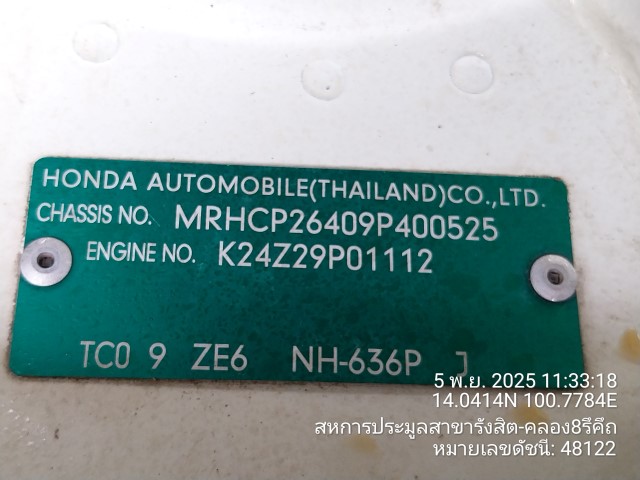 HONDA AUTOMOBILE(THAILAND)CO.,LTD.
CHASSIS NO. MRHCP26409P400525
ENGINE NO. K24Z29P01112
TC0 9 ZE6 NH-636P J
5 พ.ย. 2025 11:33:18
14.0414N 100.7784E
สหการประมูลสาขารังสิต-คลอง8รีคึถ
หมายเลขดัชนี: 48122